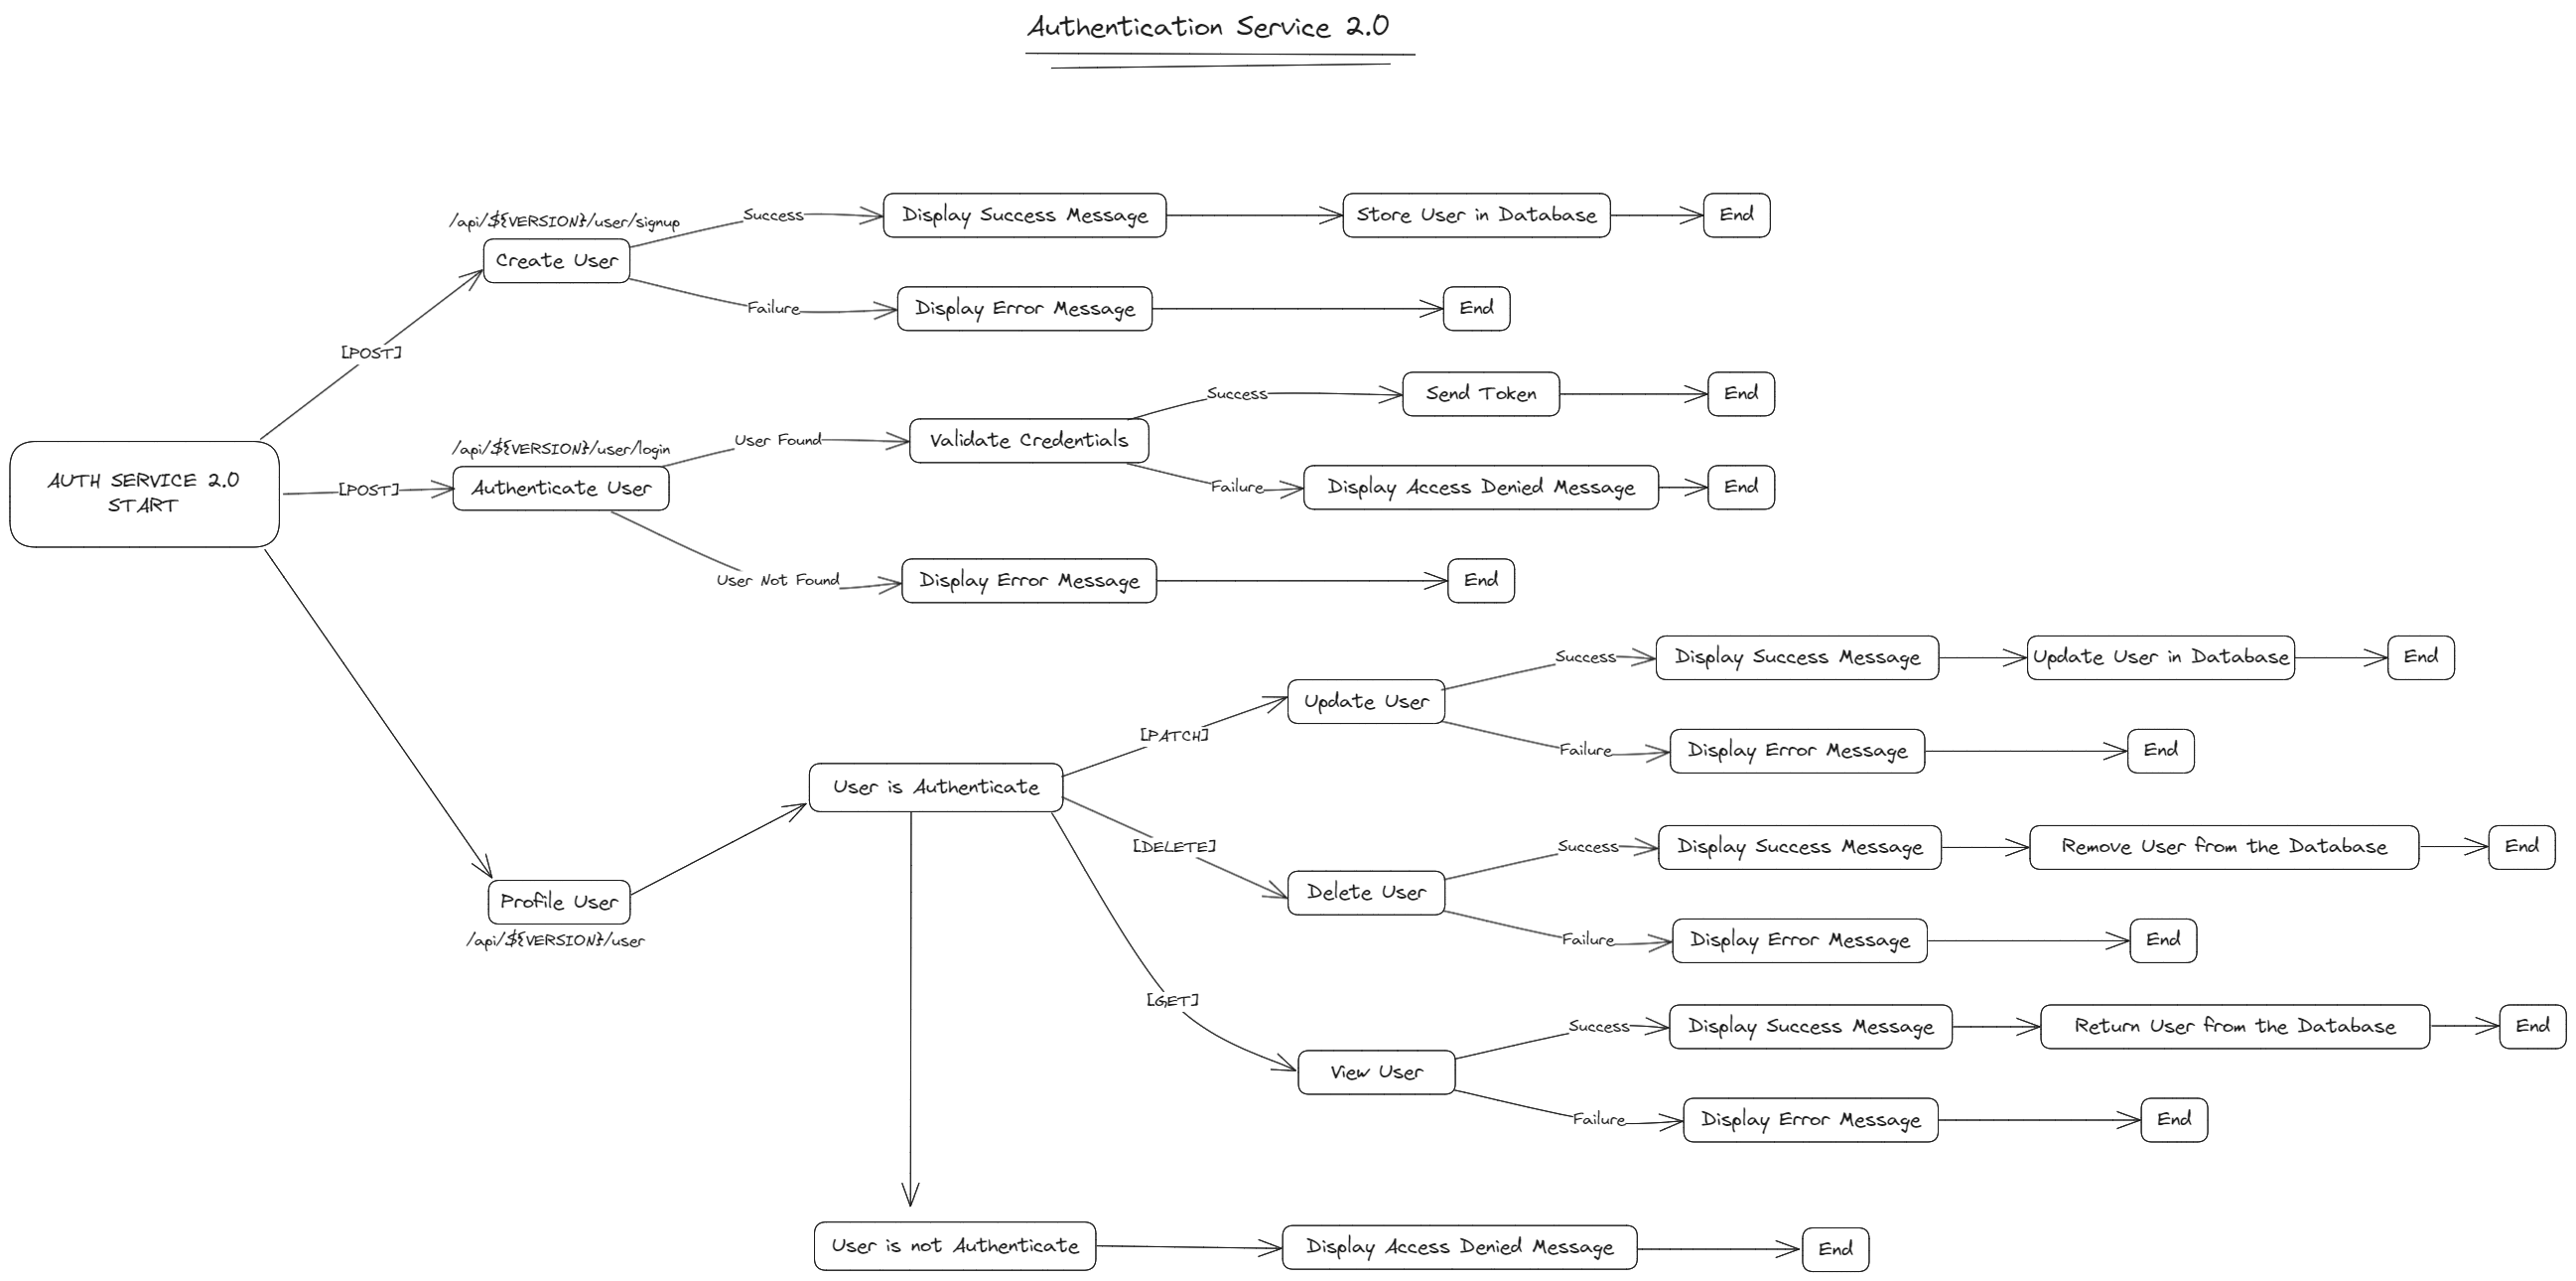 Authentication Service 2.0
/api/${VERSION}/user/signup
Create User
Success
Display Success Message
Store User in Database
End
Failure
Display Error Message
End
[POST]
AUTH SERVICE 2.0
START
[POST]
/api/${VERSION}/user/login
Authenticate User
User Found
Validate Credentials
Success
Send Token
End
Failure
Display Access Denied Message
End
User Not Found
Display Error Message
End
Profile User
/api/${VERSION}/user
User is Authenticate
[PATCH]
Update User
Success
Display Success Message
Update User in Database
End
Failure
Display Error Message
End
[DELETE]
Delete User
Success
Display Success Message
Remove User from the Database
End
Failure
Display Error Message
End
[GET]
View User
Success
Display Success Message
Return User from the Database
End
Failure
Display Error Message
End
User is not Authenticate
Display Access Denied Message
End